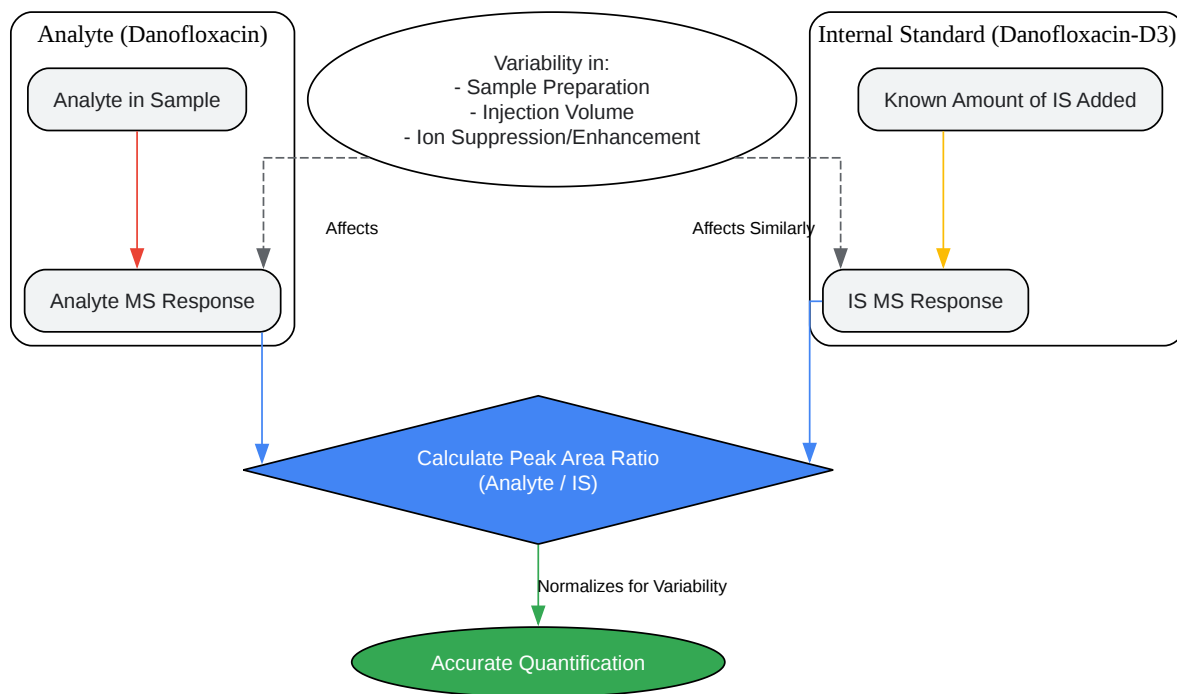 Analyte (Danofloxacin)
Internal Standard (Danofloxacin-D3)
Variability in:
- Sample Preparation
- Injection Volume
- Ion Suppression/Enhancement
Analyte in Sample
Known Amount of IS Added
Affects
Affects Similarly
Analyte MS Response
IS MS Response
Calculate Peak Area Ratio
(Analyte / IS)
Normalizes for Variability
Accurate Quantification